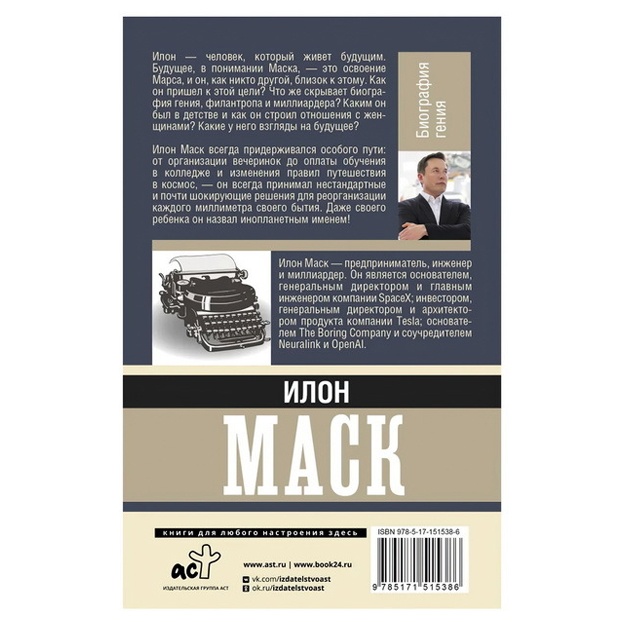 Илон — человек, который живет будущим.
Будущее, в понимании Маска, — это освоение
Марса, и он, как никто другой, близок к этому. Как
он пришел к этой цели? Что же скрывает биогра-
фия гения, филантропа и миллиардера? Каким он
был в детстве и как он строил отношения с жен-
щинами? Какие у него взгляды на будущее?
Илон Маск всегда придерживался особого пути:
от организации вечеринок до оплаты обучения
в колледже и изменения правил путешествия
в космос, — он всегда принимал нестандартные
и почти шокирующие решения для реорганизации
каждого миллиметра своего бытия. Даже своего
ребенка он назвал инопланетным именем!
Биография
гения
Илон Маск — предприниматель, инженер
и миллиардер. Он является основателем,
генеральным директором и главным
инженером компании SpaceX; инвестором,
генеральным директором и архитекто-
ром продукта компании Tesla; основате-
лем The Boring Company и соучредителем
Neuralink и OpenAI.
ИЛОН
МАСК
книги для любого настроения здесь
аст
ИЗДАТЕЛЬСКАЯ ГРУППА АСТ
www.ast.ru | www.book24.ru
vk.com/izdatelstvoast
ok.ru/izdatelstvoast
ISBN 978-5-17-151538-6
9 785171 515386